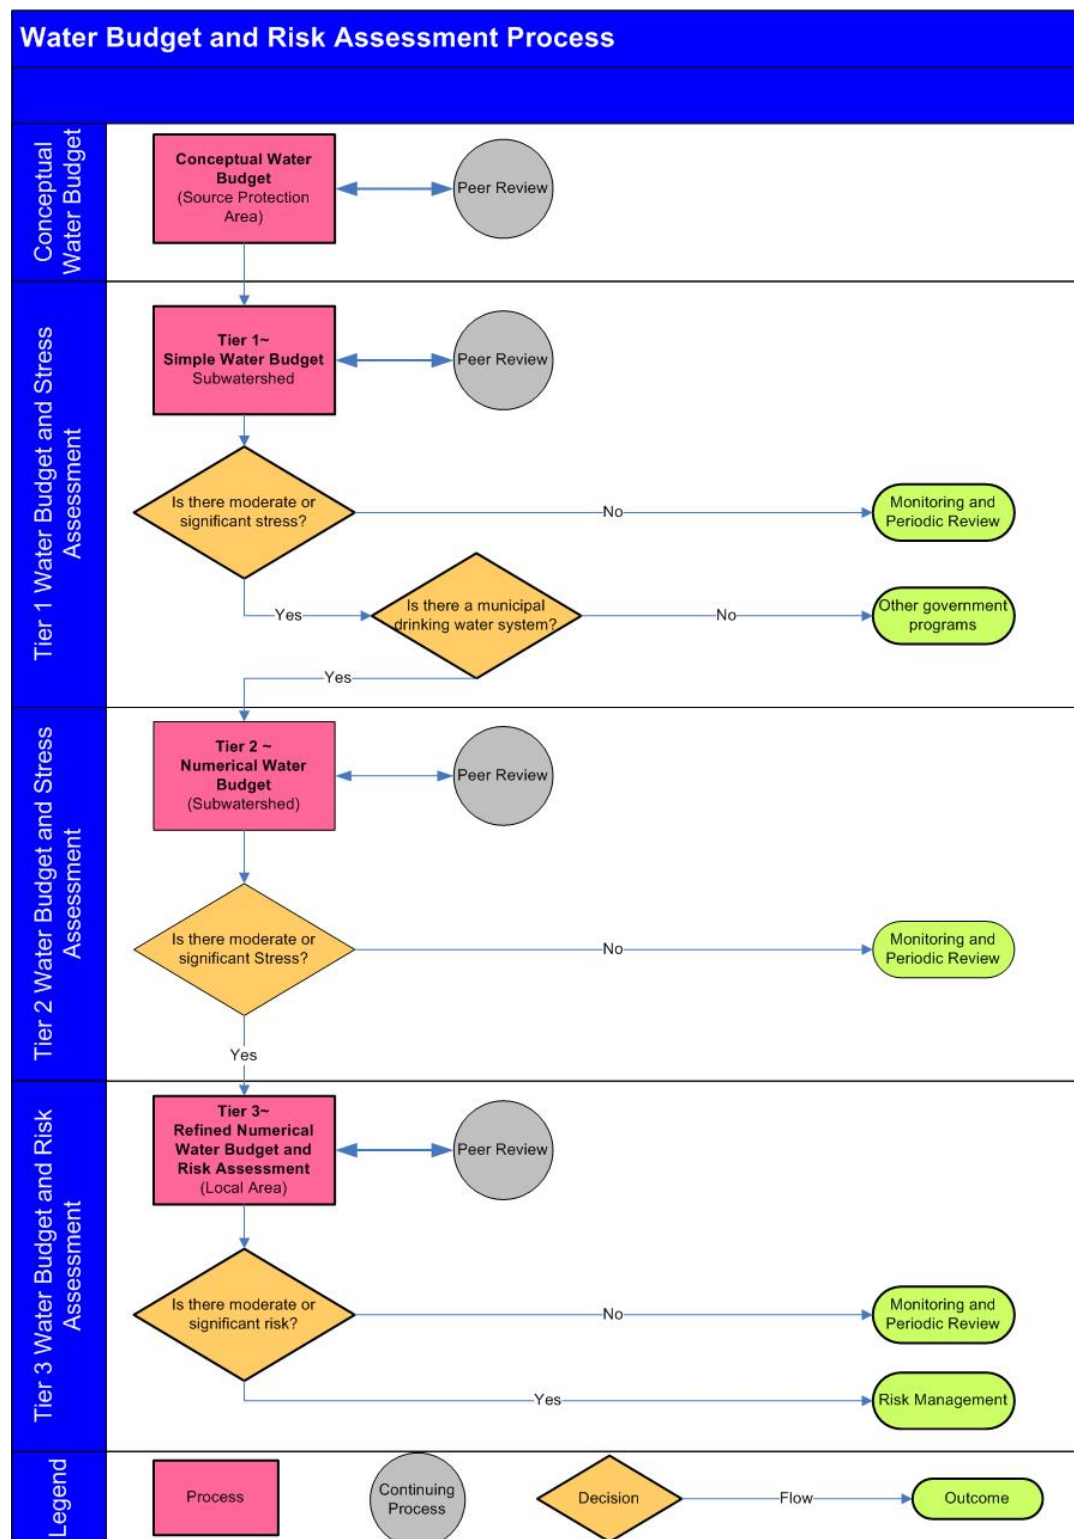 Water Budget and Risk Assessment Process
Conceptual
Water Budget
Conceptual Water
Budget
(Source Protection
Area)
Peer Review
Tier 1 Water Budget and Stress
Assessment
Tier 1~
Simple Water Budget
Subwatershed
Peer Review
Is there moderate or
significant stress?
No
Monitoring and
Periodic Review
Yes
Is there a municipal
drinking water system?
No
Other government
programs
Yes
Tier 2 Water Budget and Stress
Assessment
Tier 2 ~
Numerical Water
Budget
(Subwatershed)
Peer Review
Is there moderate or
significant Stress?
No
Monitoring and
Periodic Review
Yes
Tier 3 Water Budget and Risk
Assessment
Tier 3~
Refined Numerical
Water Budget and
Risk Assessment
(Local Area)
Peer Review
Is there moderate or
significant risk?
No
Monitoring and
Periodic Review
Yes
Risk Management
Legend
Process
Continuing
Process
Decision
Flow
Outcome